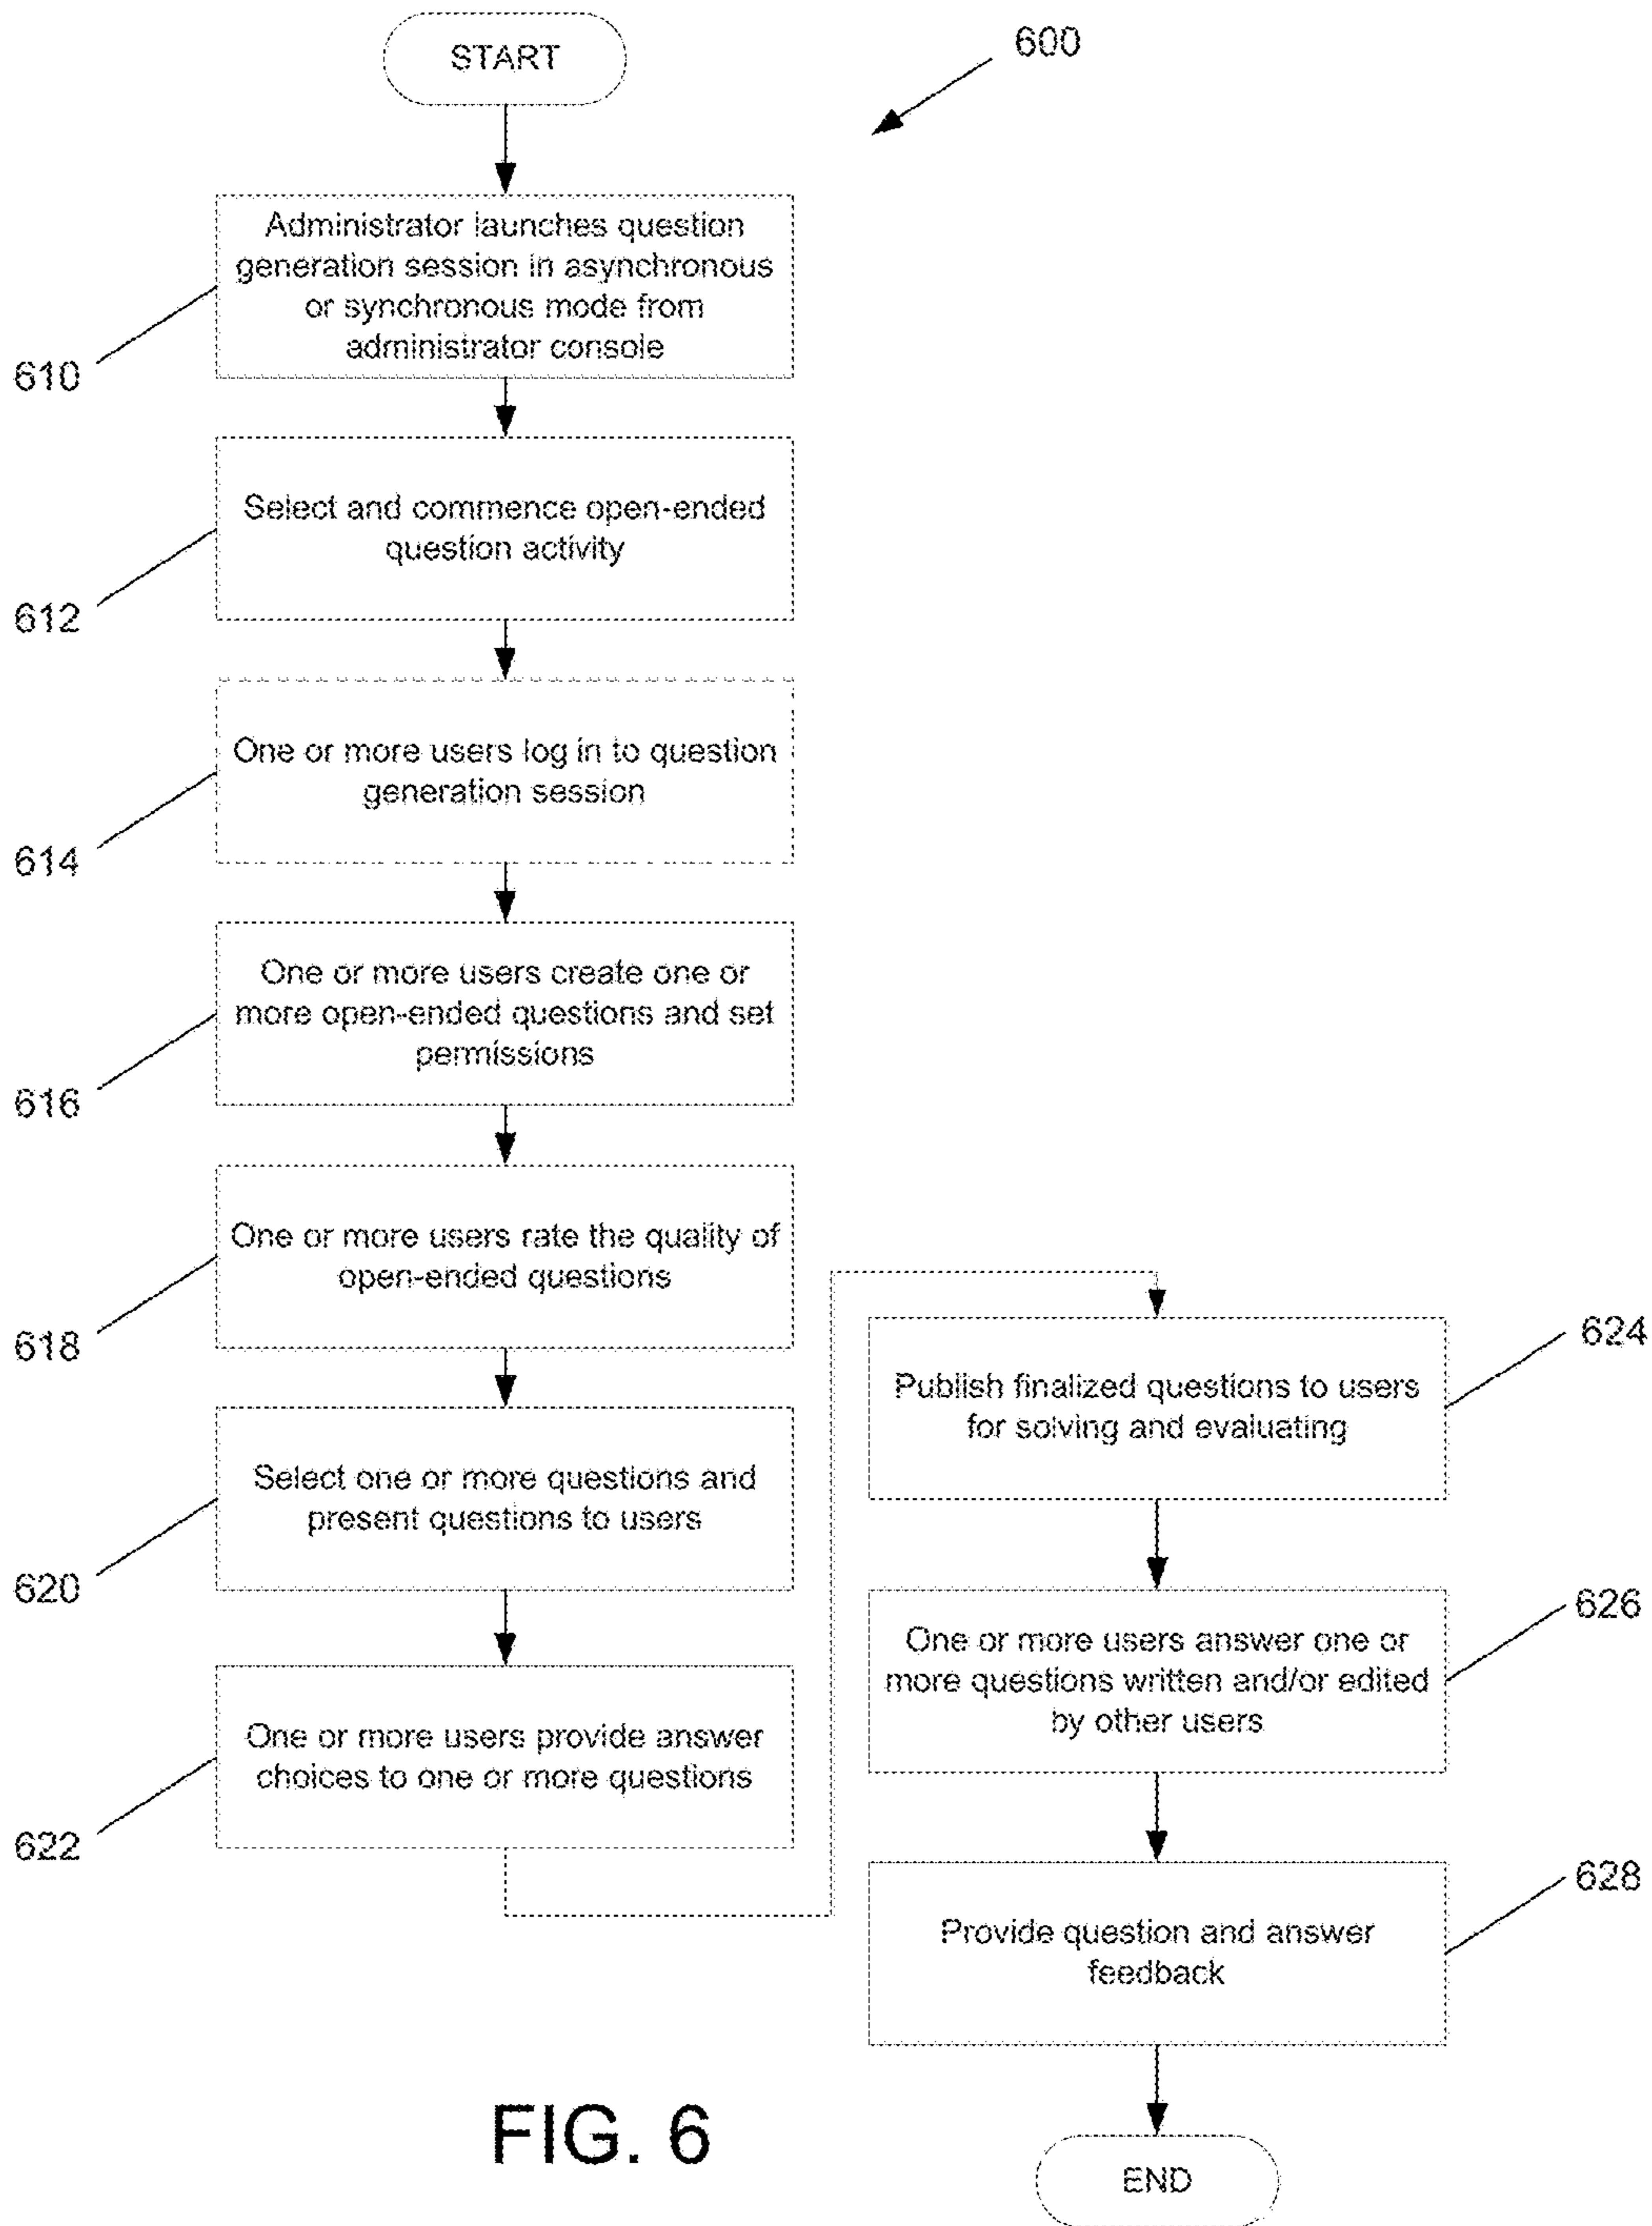 START
600
Administrator launches question
generation session in asynchronous
or synchronous mode from
administrator console
610
Select and commence open-ended
question activity
612
One or more users log in to question
generation session
614
One or more users create one or
more open-ended questions and set
permissions
616
One or more users rate the quality of
open-ended questions
618
Select one or more questions and
present questions to users
620
One or more users provide answer
choices to one or more questions
622
Publish finalized questions to users
for solving and evaluating
624
One or more users answer one or
more questions written and/or edited
by other users
626
Provide question and answer
feedback
628
END
FIG. 6